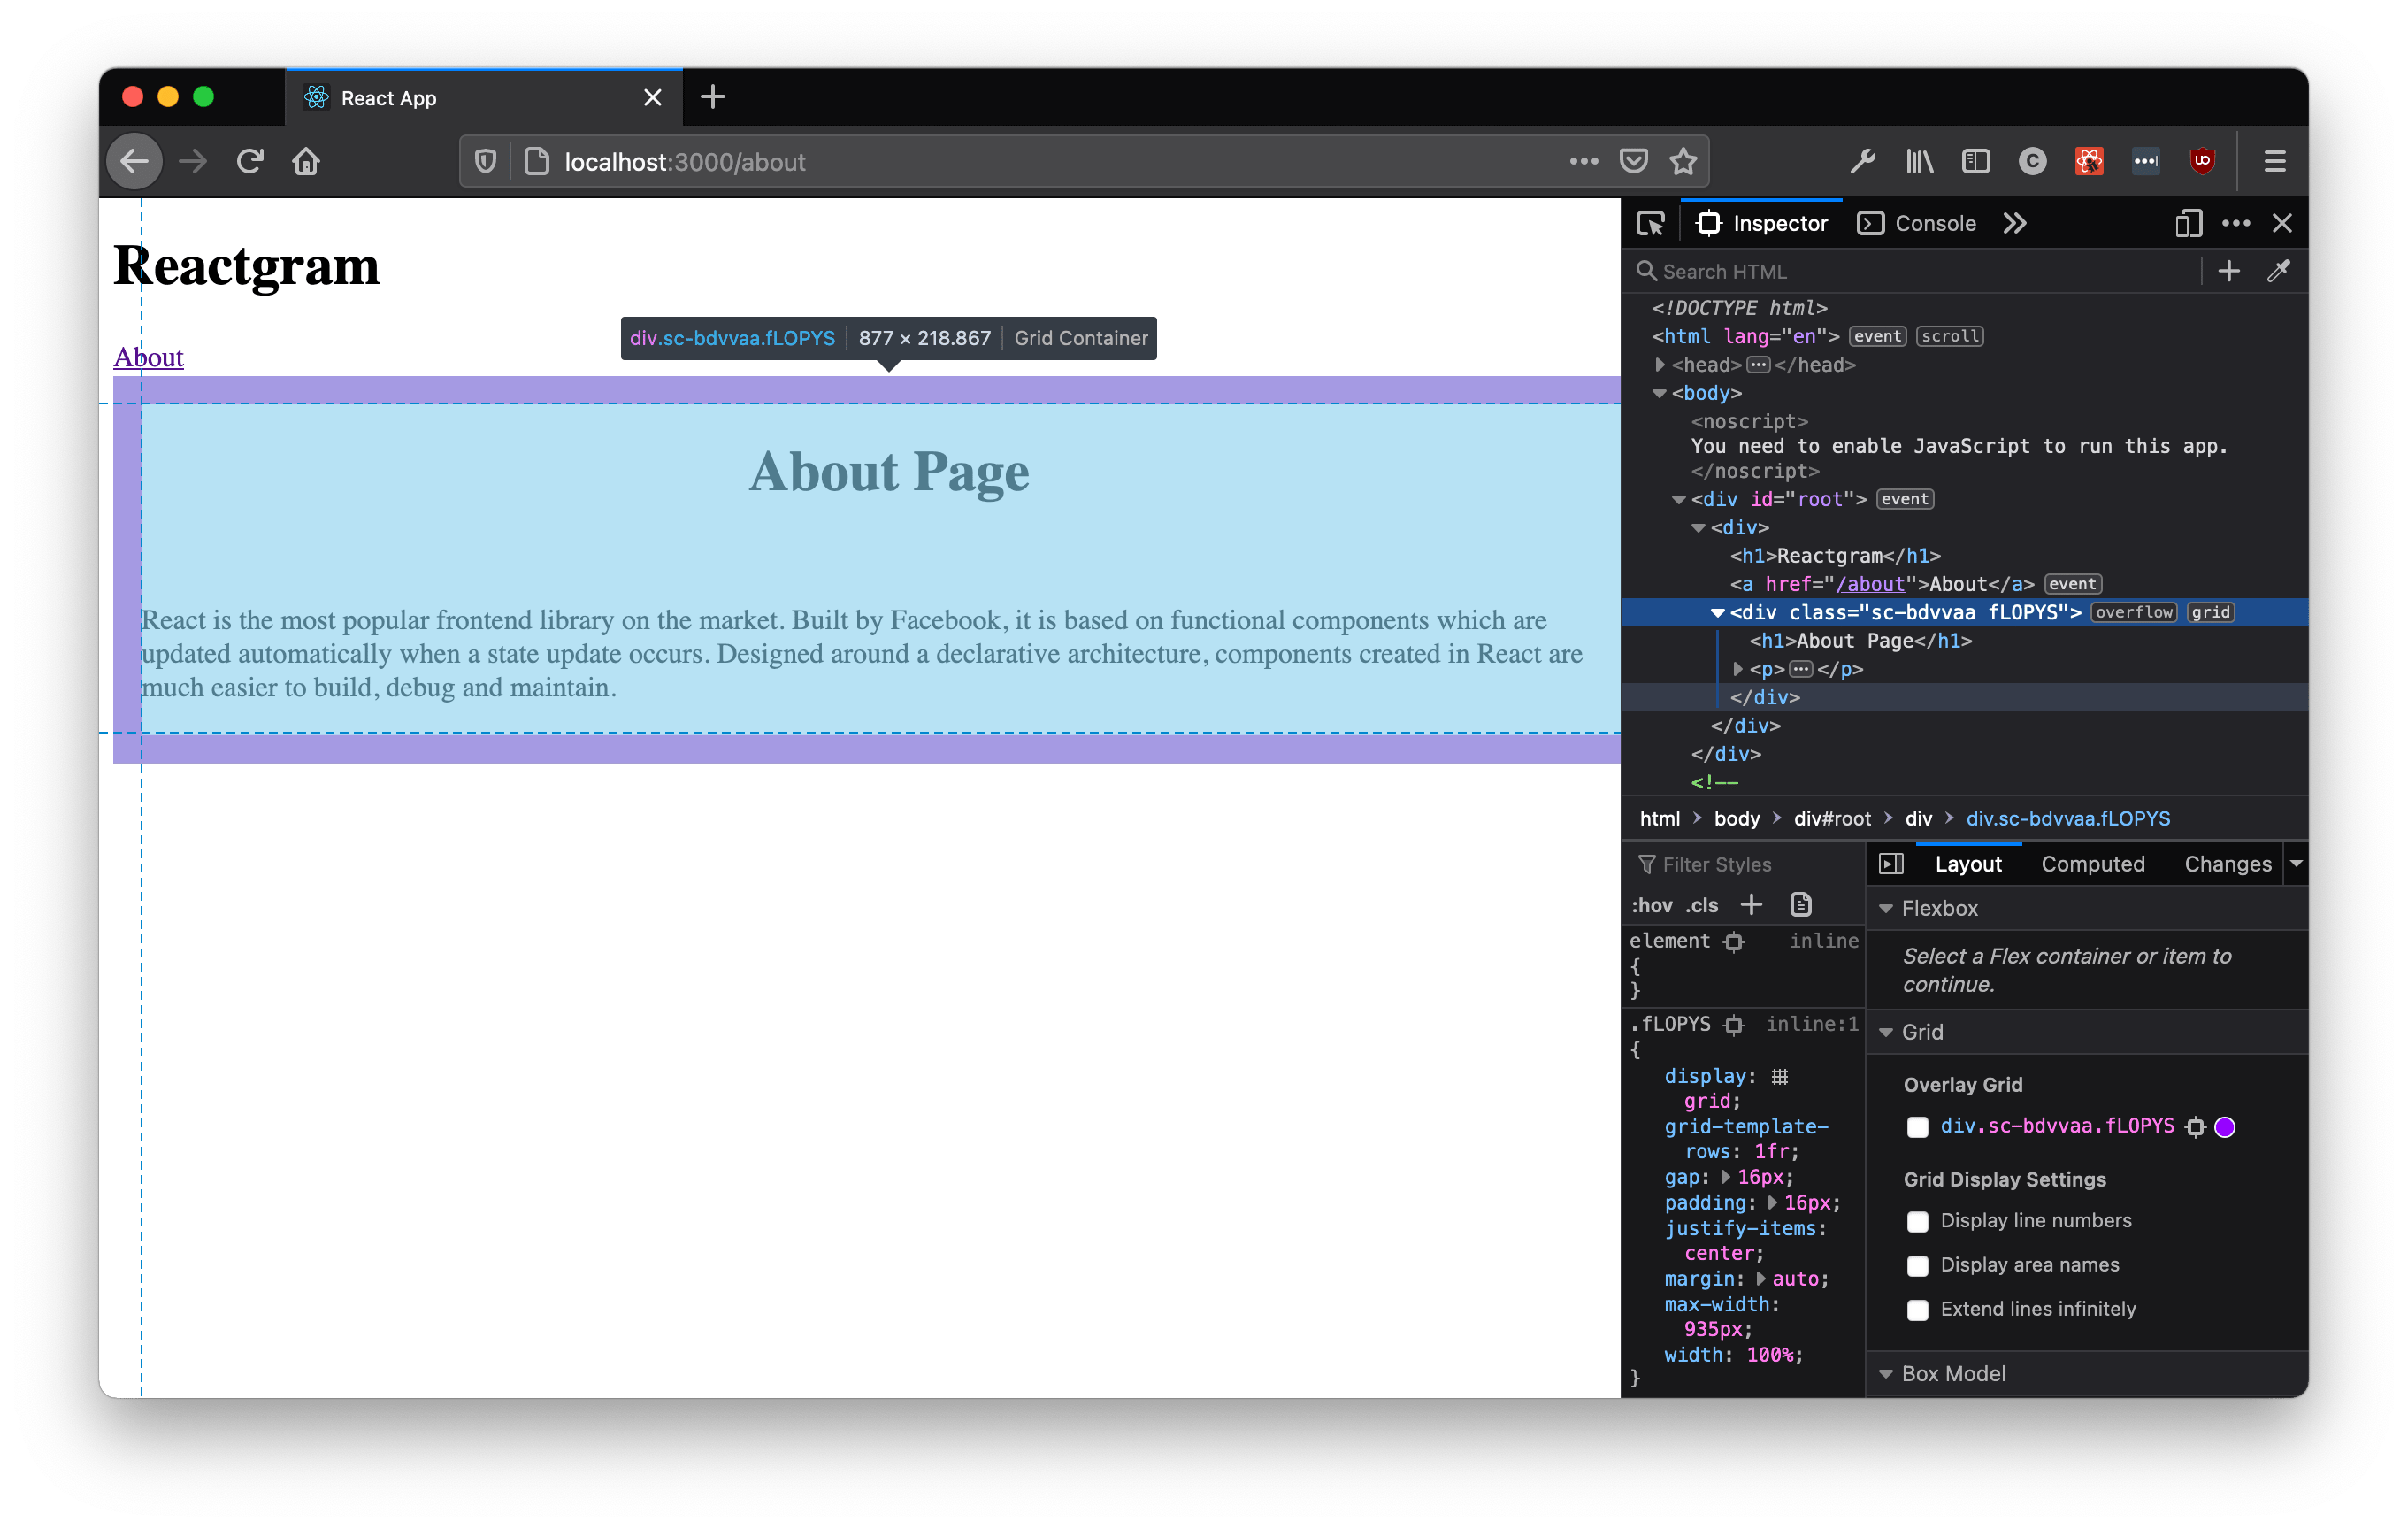 React App
localhost:3000/about
Reactgram
About
div.sc-bdvvaa.fLOPYS 877 × 218.867 Grid Container
About Page
React is the most popular frontend library on the market. Built by Facebook, it is based on functional components which are
updated automatically when a state update occurs. Designed around a declarative architecture, components created in React are
much easier to build, debug and maintain.
Inspector Console
Search HTML
<!DOCTYPE html>
<html lang="en"> event scroll
<head> ••• </head>
<body>
<noscript>
You need to enable JavaScript to run this app.
</noscript>
<div id="root"> event
<div>
<h1>Reactgram</h1>
<a href="/about">About</a> event
<div class="sc-bdvvaa fLOPYS"> overflow grid
<h1>About Page</h1>
<p> ••• </p>
</div>
</div>
</div>
<!--
html > body > div#root > div > div.sc-bdvvaa.fLOPYS
Filter Styles
:hov .cls +
element inline
{
}
.fLOPYS inline:1
{
display:
grid;
grid-template-
rows: 1fr;
gap: 16px;
padding: 16px;
justify-items:
center;
margin: auto;
max-width:
935px;
width: 100%;
}
Layout Computed Changes
Flexbox
Select a Flex container or item to
continue.
Grid
Overlay Grid
div.sc-bdvvaa.fLOPYS
Grid Display Settings
Display line numbers
Display area names
Extend lines infinitely
Box Model